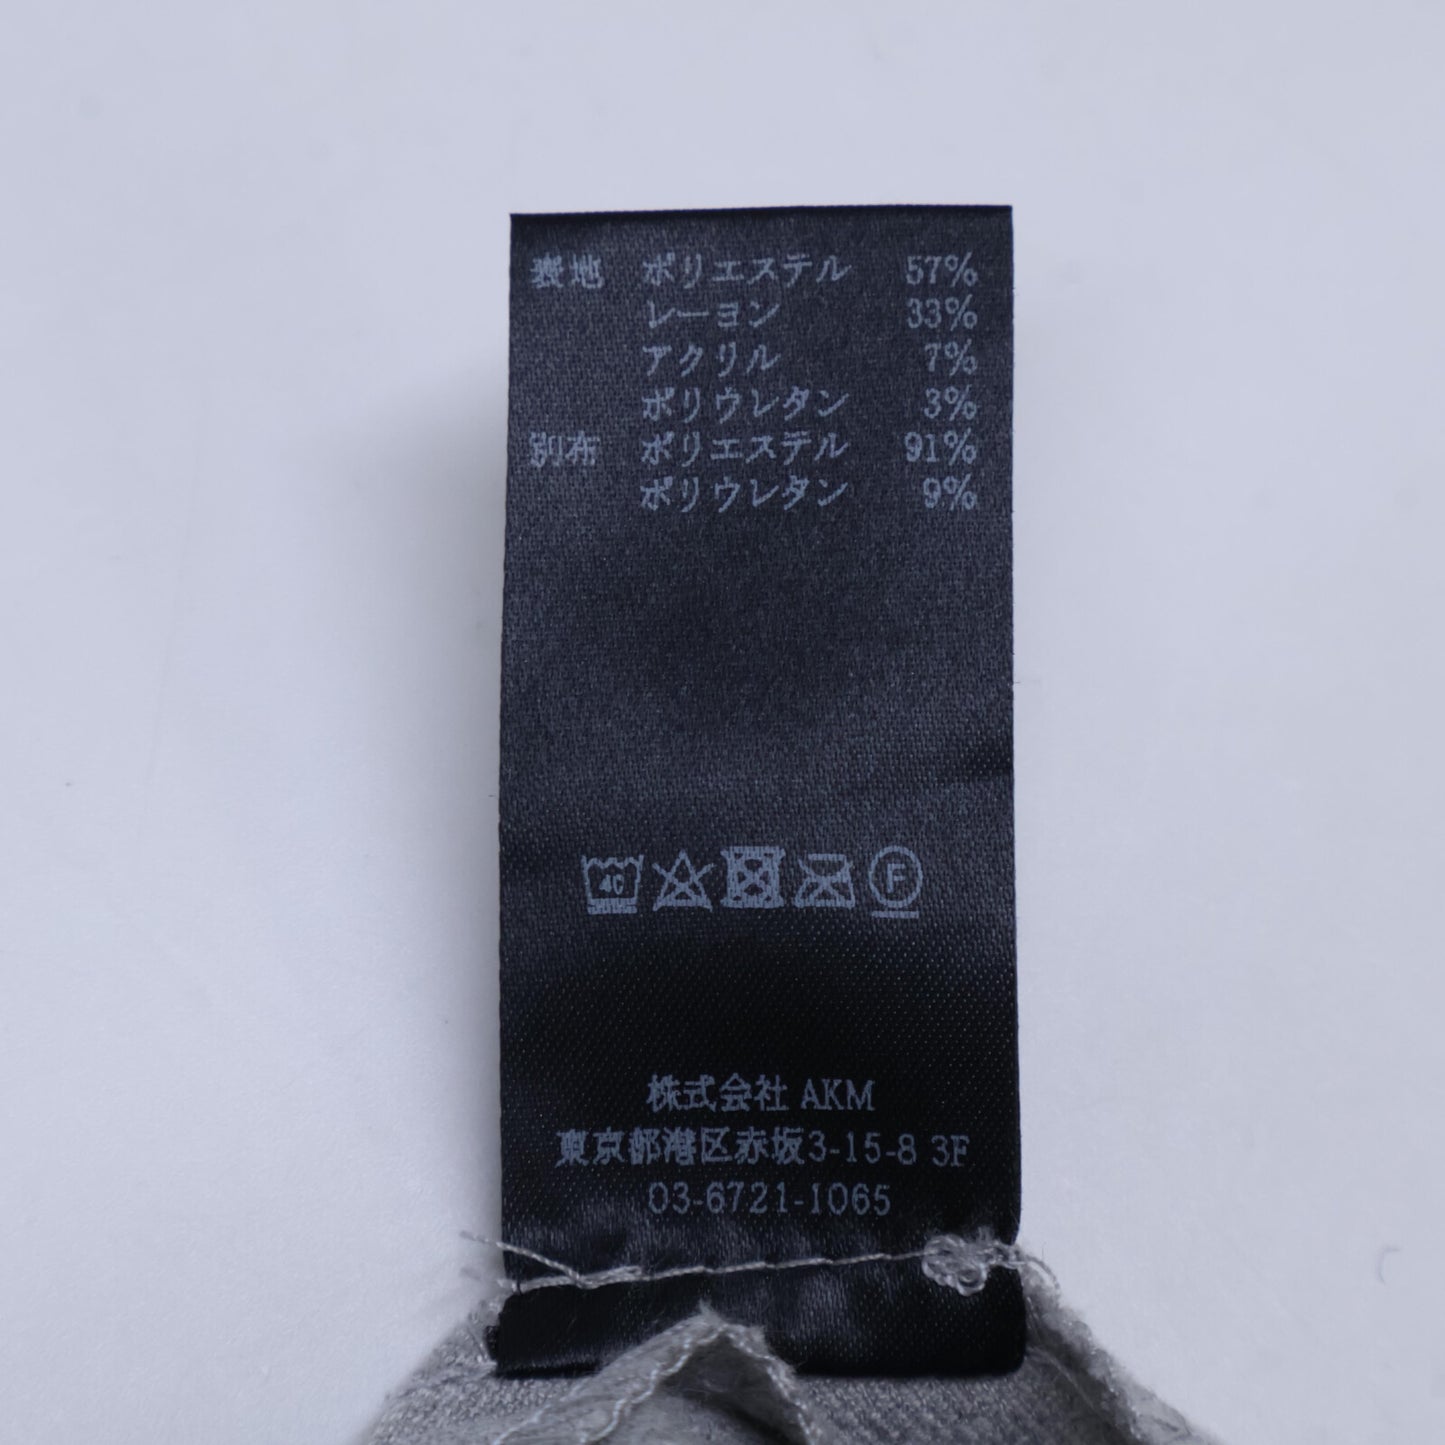 表地 ポリエステル 57%
レーヨン 33%
アクリル 7%
ポリウレタン 3%
別布 ポリエステル 91%
ポリウレタン 9%
40 F
株式会社 AKM
東京都港区赤坂3-15-8 3F
03-6721-1065